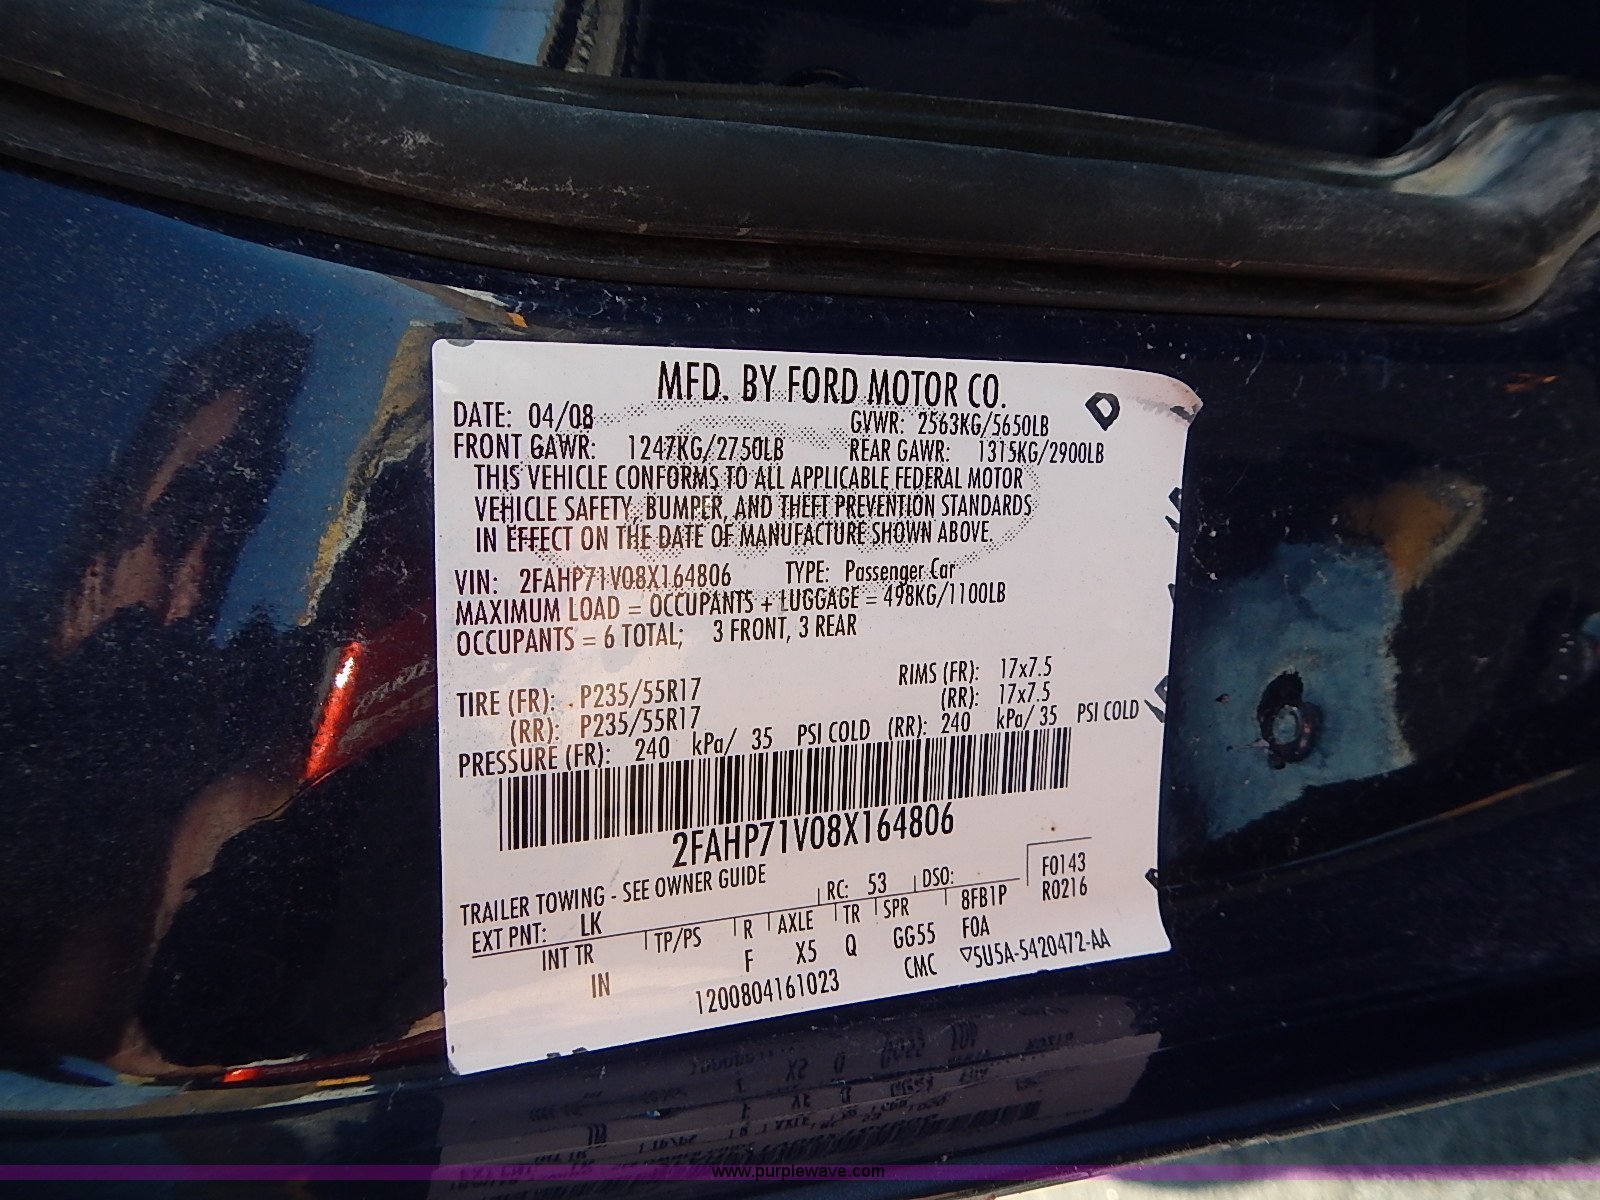 MFD. BY FORD MOTOR CO.
DATE: 04/08 GVWR: 2563KG/5650LB
FRONT GAWR: 1247KG/2750LB REAR GAWR: 1315KG/2900LB
THIS VEHICLE CONFORMS TO ALL APPLICABLE FEDERAL MOTOR
VEHICLE SAFETY, BUMPER, AND THEFT PREVENTION STANDARDS
IN EFFECT ON THE DATE OF MANUFACTURE SHOWN ABOVE.
VIN: 2FAHP71V08X164806 TYPE: Passenger Car
MAXIMUM LOAD = OCCUPANTS + LUGGAGE = 498KG/1100LB
OCCUPANTS = 6 TOTAL; 3 FRONT, 3 REAR
TIRE (FR): P235/55R17 RIMS (FR): 17x7.5
(RR): P235/55R17 (RR): 17x7.5
PRESSURE (FR): 240 kPa/ 35 PSI COLD (RR): 240 kPa/ 35 PSI COLD
2FAHP71V08X164806
TRAILER TOWING - SEE OWNER GUIDE
EXT PNT: LK RC: 53 DSO: F0143
INT TR TP/PS R AXLE TR SPR 8FB1P R0216
IN F X5 Q GG55 F0A
1200804161023 CMC ▽5U5A-5420472-AA
www.purplewave.com